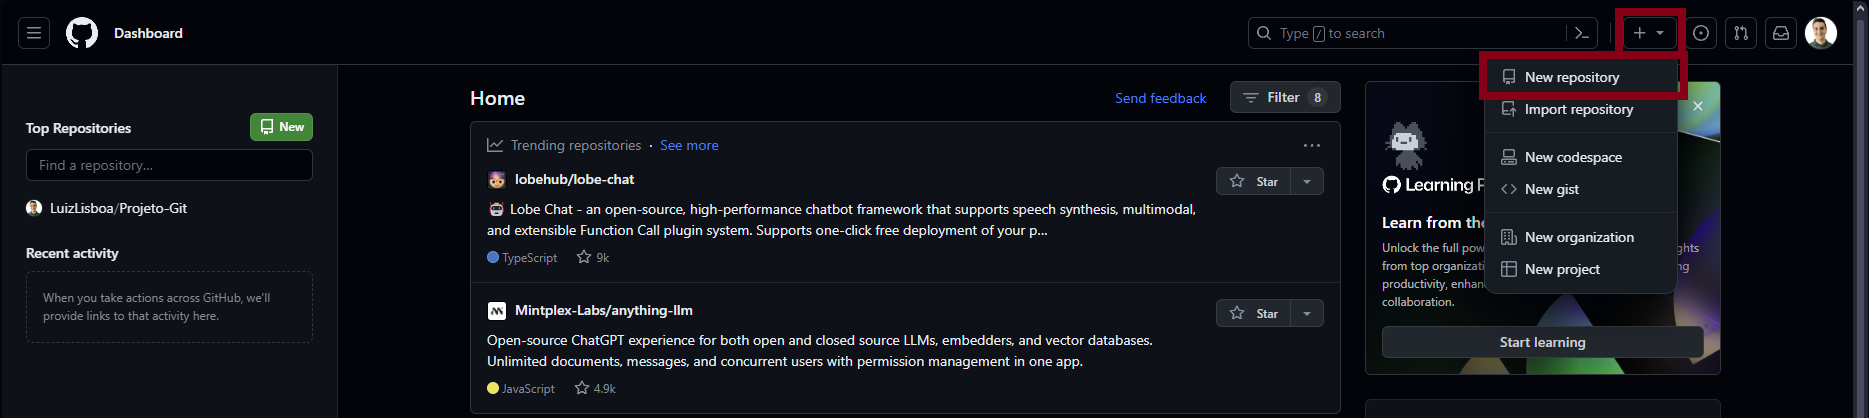 Dashboard
Type / to search
Top Repositories
New
Find a repository...
LuizLisboa/Projeto-Git
Recent activity
When you take actions across GitHub, we'll
provide links to that activity here.
Home
Send feedback
Filter 8
Trending repositories · See more
lobehub/lobe-chat
Star
Lobe Chat - an open-source, high-performance chatbot framework that supports speech synthesis, multimodal,
and extensible Function Call plugin system. Supports one-click free deployment of your p...
TypeScript 9k
Mintplex-Labs/anything-llm
Star
Open-source ChatGPT experience for both open and closed source LLMs, embedders, and vector databases.
Unlimited documents, messages, and concurrent users with permission management in one app.
JavaScript 4.9k
New repository
Import repository
New codespace
New gist
New organization
New project
Learning P
Learn from the
Unlock the full pow ghts
from top organizati ng
productivity, enhan
collaboration.
Start learning